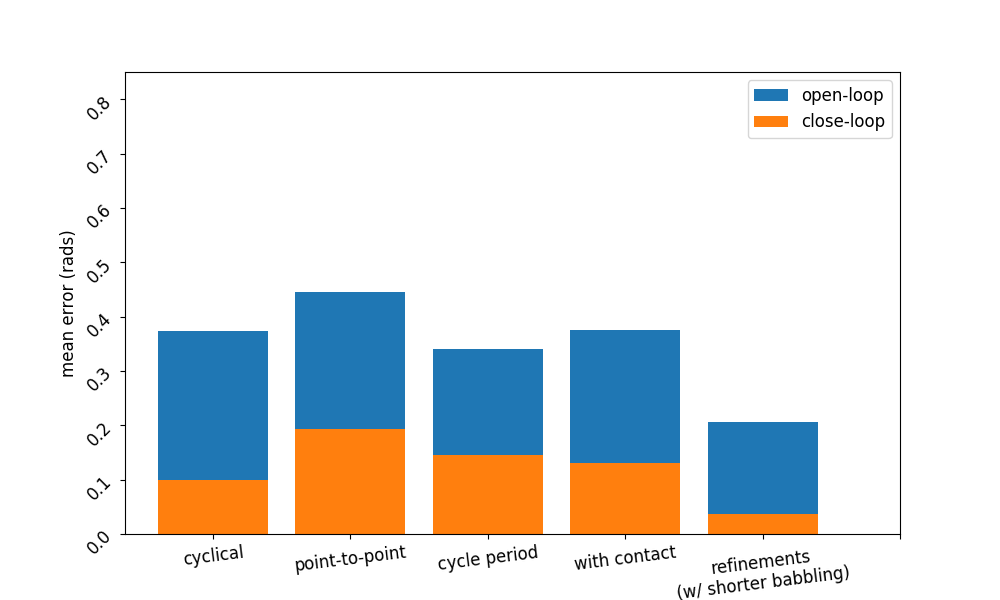 open-loop
close-loop
mean error (rads)
0.8
0.7
0.6
0.5
0.4
0.3
0.2
0.1
0.0
cyclical
point-to-point
cycle period
with contact
refinements
(w/ shorter babbling)